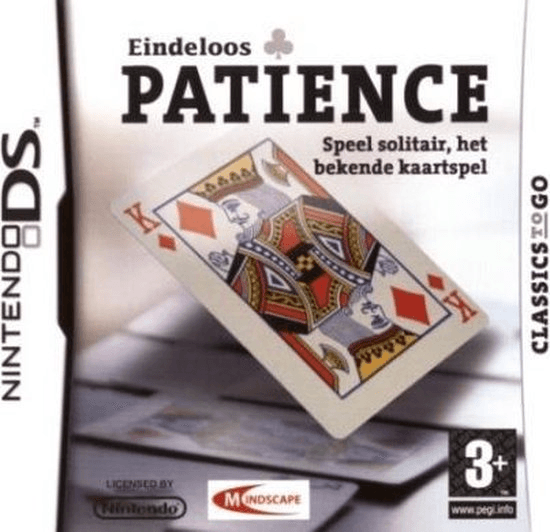 Eindeloos
PATIENCE
Speel solitair, het
bekende kaartspel
NINTENDO DS™
CLASSICS TO GO
K
K
LICENSED BY
Nintendo
MINDSCAPE
3+
www.pegi.info